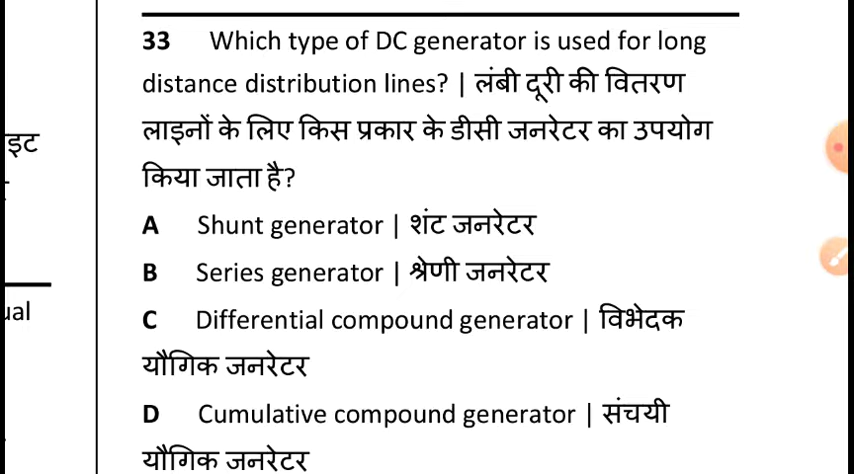 33 Which type of DC generator is used for long
distance distribution lines? | लंबी दूरी की वितरण
लाइनों के लिए किस प्रकार के डीसी जनरेटर का उपयोग
किया जाता है?
A Shunt generator | शंट जनरेटर
B Series generator | श्रेणी जनरेटर
C Differential compound generator | विभेदक
यौगिक जनरेटर
D Cumulative compound generator | संचयी
यौगिक जनरेटर